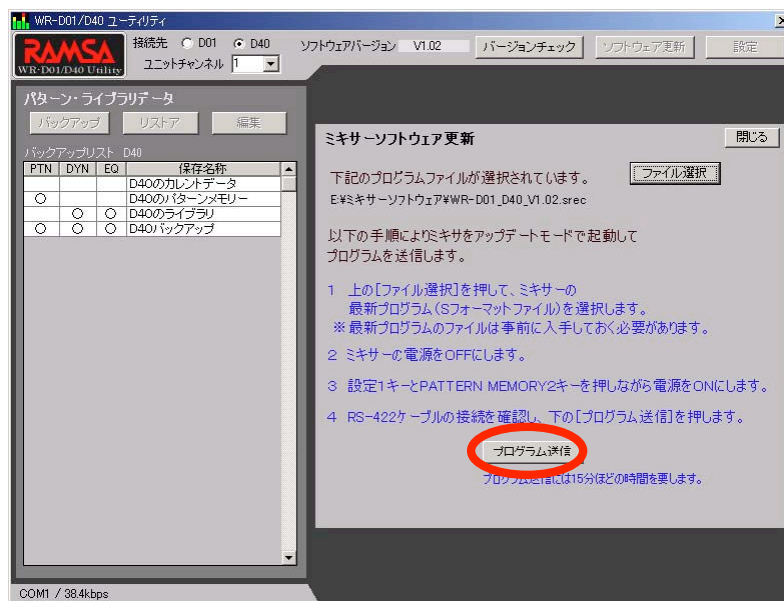 WR-D01/D40 ユーティリティ
RAMSA
WR-D01/D40 Utility
接続先 D01 D40
ユニットチャンネル 1
ソフトウェアバージョン V1.02
バージョンチェック
ソフトウェア更新
設定
パターン・ライブラリデータ
バックアップ
リストア
編集
バックアップリスト D40
PTN DYN EQ 保存名称
D40のカレントデータ
○ D40のパターンメモリー
○ ○ D40のライブラリ
○ ○ ○ D40バックアップ
ミキサーソフトウェア更新
閉じる
下記のプログラムファイルが選択されています。
ファイル選択
E:¥ミキサーソフトウェア¥WR-D01_D40_V1.02.srec
以下の手順によりミキサをアップデートモードで起動して
プログラムを送信します。
1 上の[ファイル選択]を押して、ミキサーの
最新プログラム(Sフォーマットファイル)を選択します。
※最新プログラムのファイルは事前に入手しておく必要があります。
2 ミキサーの電源をOFFにします。
3 設定1キーとPATTERN MEMORY2キーを押しながら電源をONにします。
4 RS-422ケーブルの接続を確認し、下の[プログラム送信]を押します。
プログラム送信
プログラム送信には15分ほどの時間を要します。
COM1 / 38.4kbps